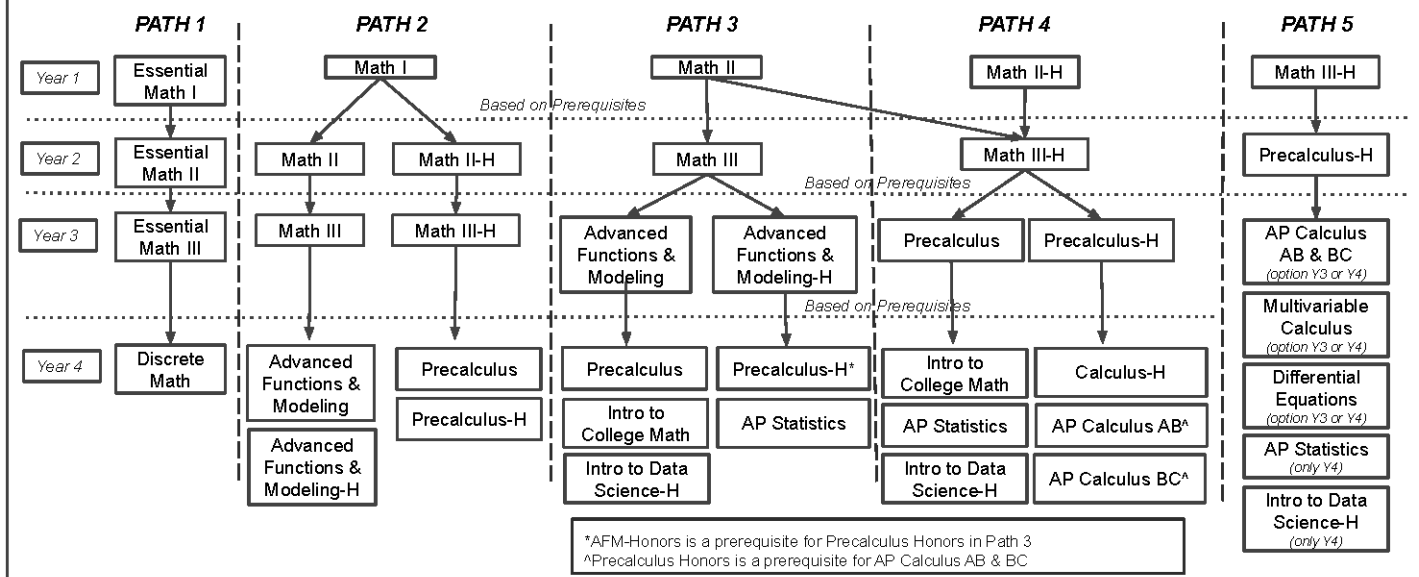 PATH 1
PATH 2
PATH 3
PATH 4
PATH 5
Year 1
Essential
Math I
Math I
Math II
Math II-H
Math III-H
Based on Prerequisites
Year 2
Essential
Math II
Math II
Math II-H
Math III
Math III-H
Precalculus-H
Based on Prerequisites
Year 3
Essential
Math III
Math III
Math III-H
Advanced
Functions &
Modeling
Advanced
Functions &
Modeling-H
Precalculus
Precalculus-H
AP Calculus
AB & BC
(option Y3 or Y4)
Based on Prerequisites
Multivariable
Calculus
(option Y3 or Y4)
Year 4
Discrete
Math
Advanced
Functions &
Modeling
Advanced
Functions &
Modeling-H
Precalculus
Precalculus-H
Precalculus
Intro to
College Math
Intro to Data
Science-H
Precalculus-H*
AP Statistics
Intro to
College Math
AP Statistics
Intro to Data
Science-H
Calculus-H
AP Calculus AB^
AP Calculus BC^
Differential
Equations
(option Y3 or Y4)
AP Statistics
(only Y4)
Intro to Data
Science-H
(only Y4)
*AFM-Honors is a prerequisite for Precalculus Honors in Path 3
^Precalculus Honors is a prerequisite for AP Calculus AB & BC